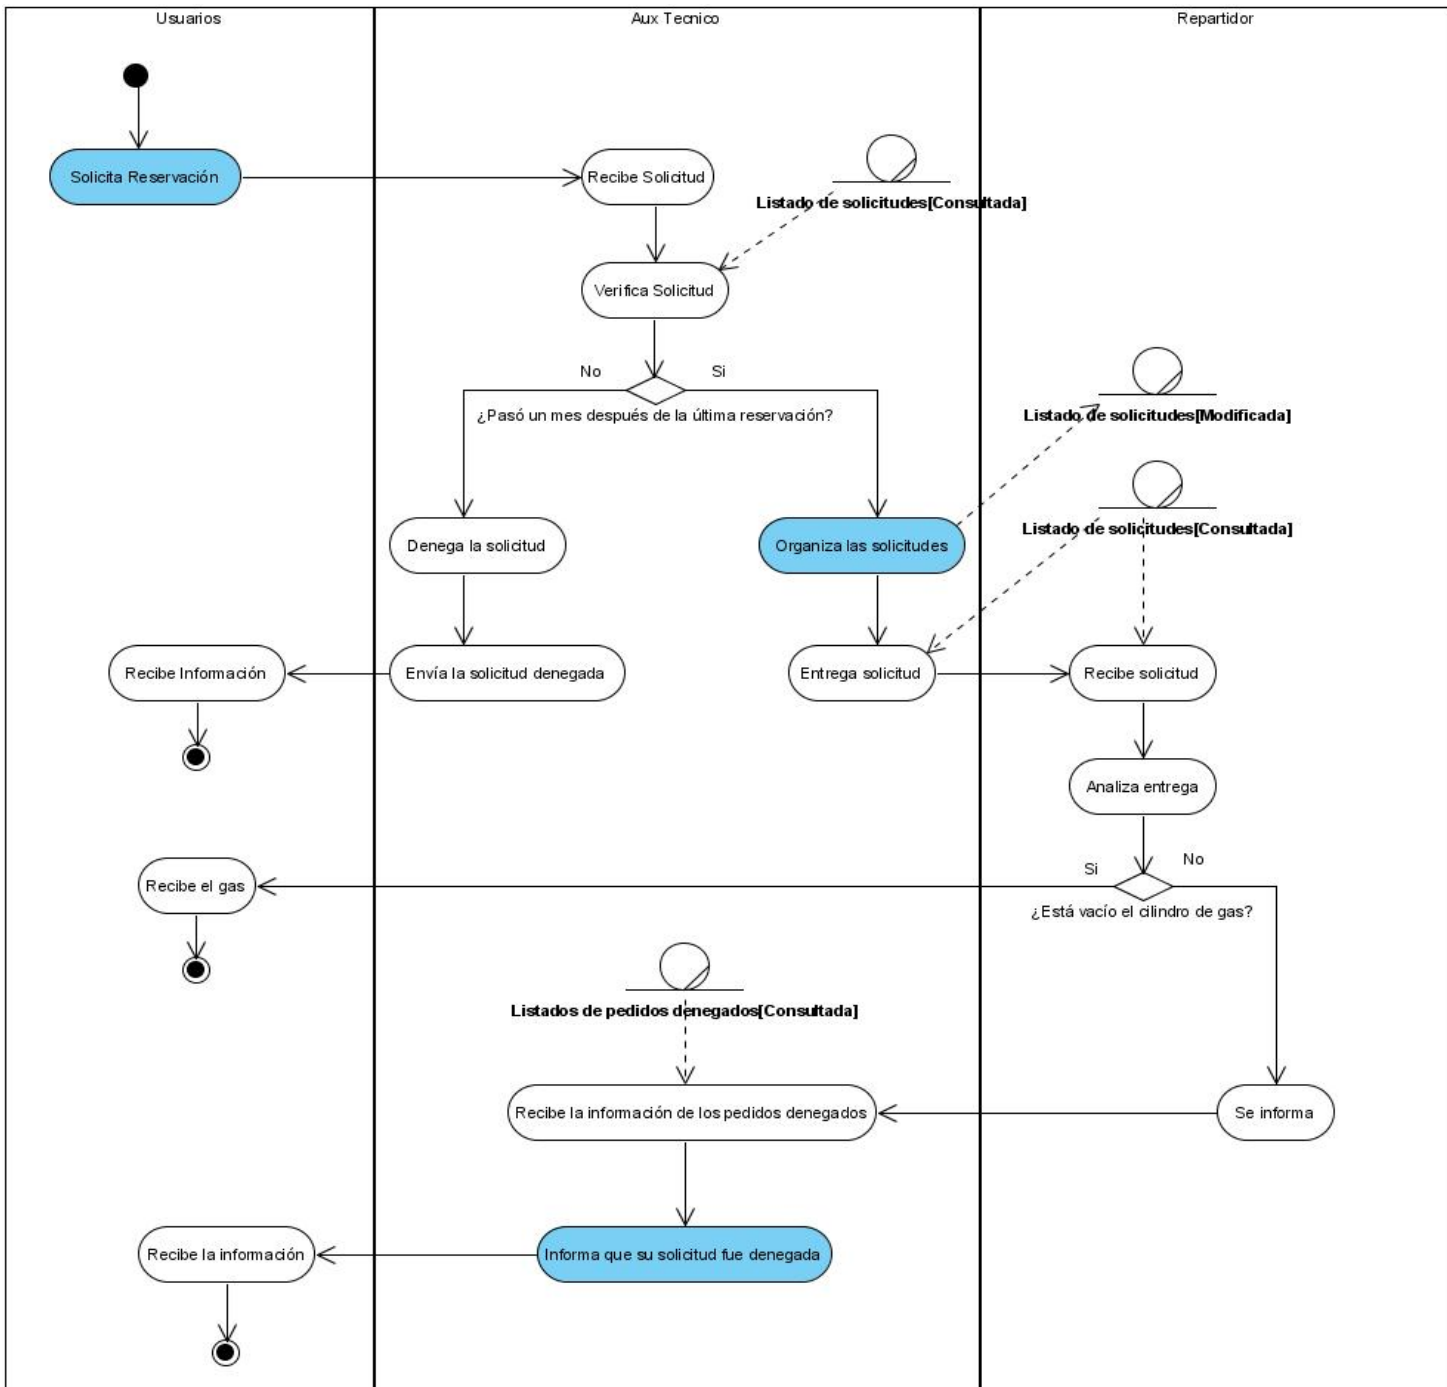 Usuarios
Aux Tecnico
Repartidor
Solicita Reservación
Recibe Solicitud
Listado de solicitudes[Consultada]
Verifica Solicitud
No
Si
¿Pasó un mes después de la última reservación?
Listado de solicitudes[Modificada]
Listado de solicitudes[Consultada]
Denega la solicitud
Organiza las solicitudes
Recibe Información
Envía la solicitud denegada
Entrega solicitud
Recibe solicitud
Analiza entrega
Si
No
Recibe el gas
¿Está vacío el cilindro de gas?
Listados de pedidos denegados[Consultada]
Recibe la información de los pedidos denegados
Se informa
Recibe la información
Informa que su solicitud fue denegada